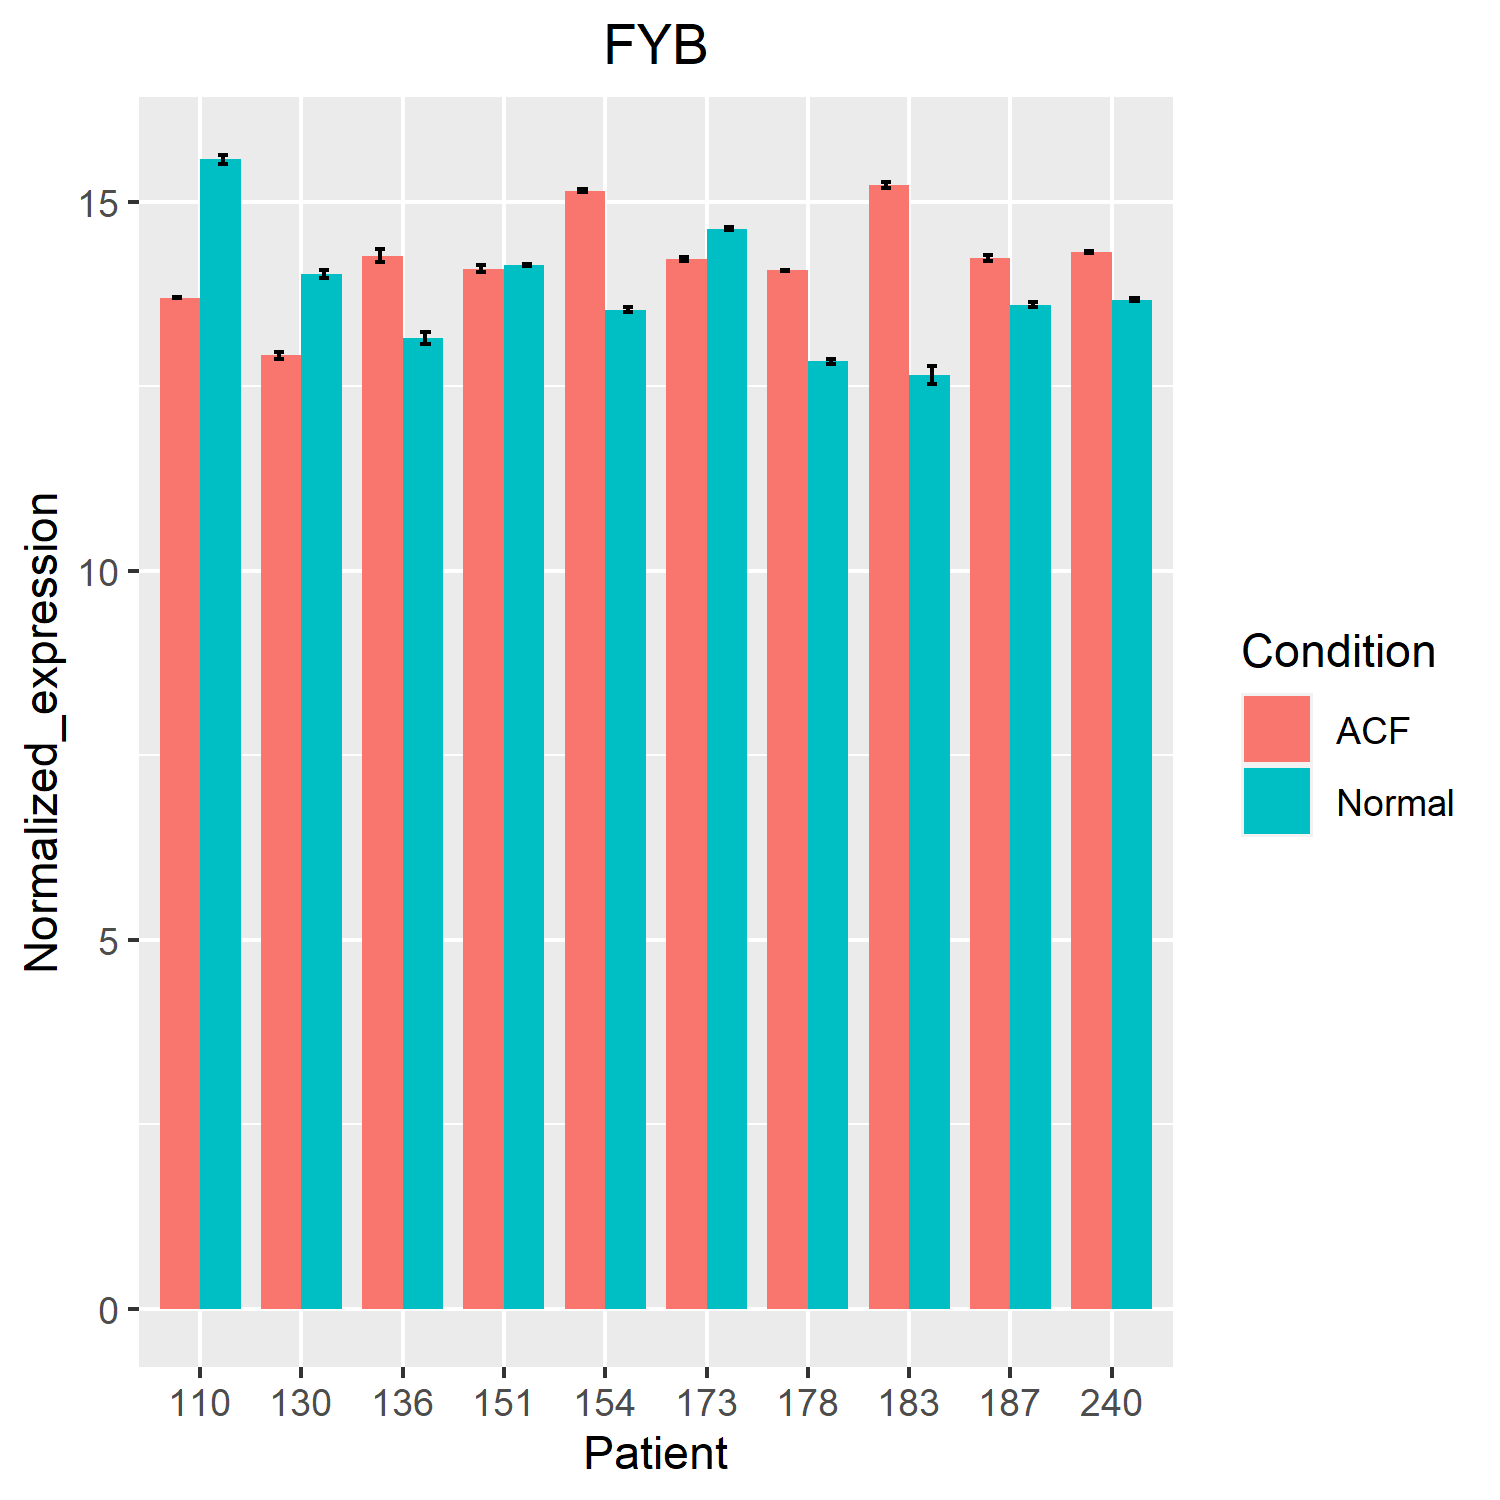 FYB
15
10
5
0
Normalized_expression
110 130 136 151 154 173 178 183 187 240
Patient
Condition
ACF
Normal